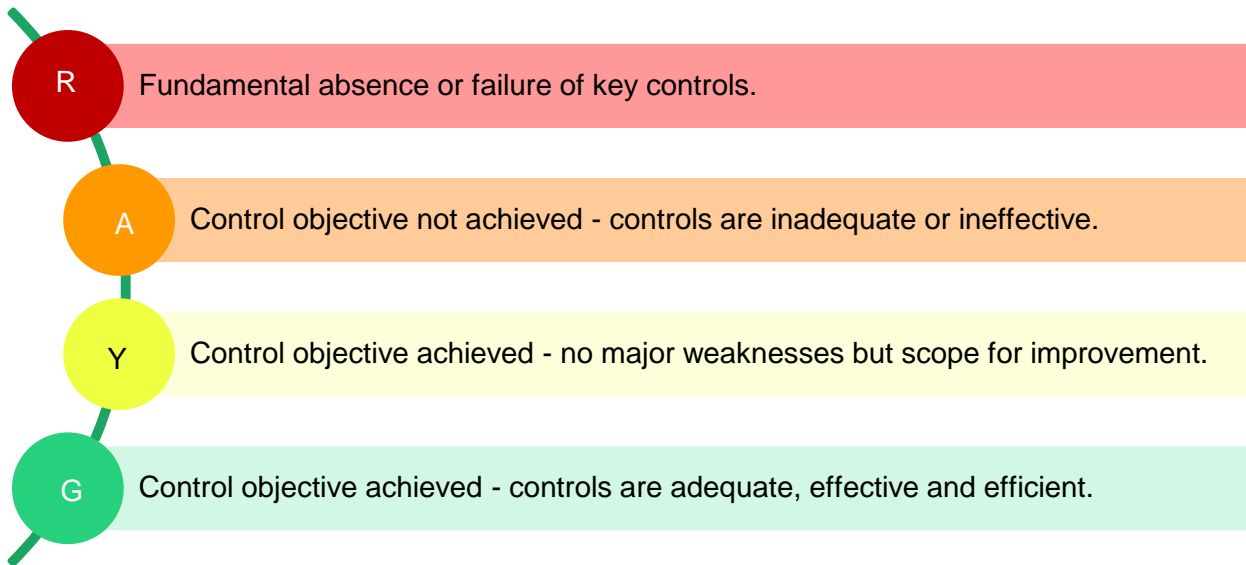 R
Fundamental absence or failure of key controls.
A
Control objective not achieved - controls are inadequate or ineffective.
Y
Control objective achieved - no major weaknesses but scope for improvement.
G
Control objective achieved - controls are adequate, effective and efficient.